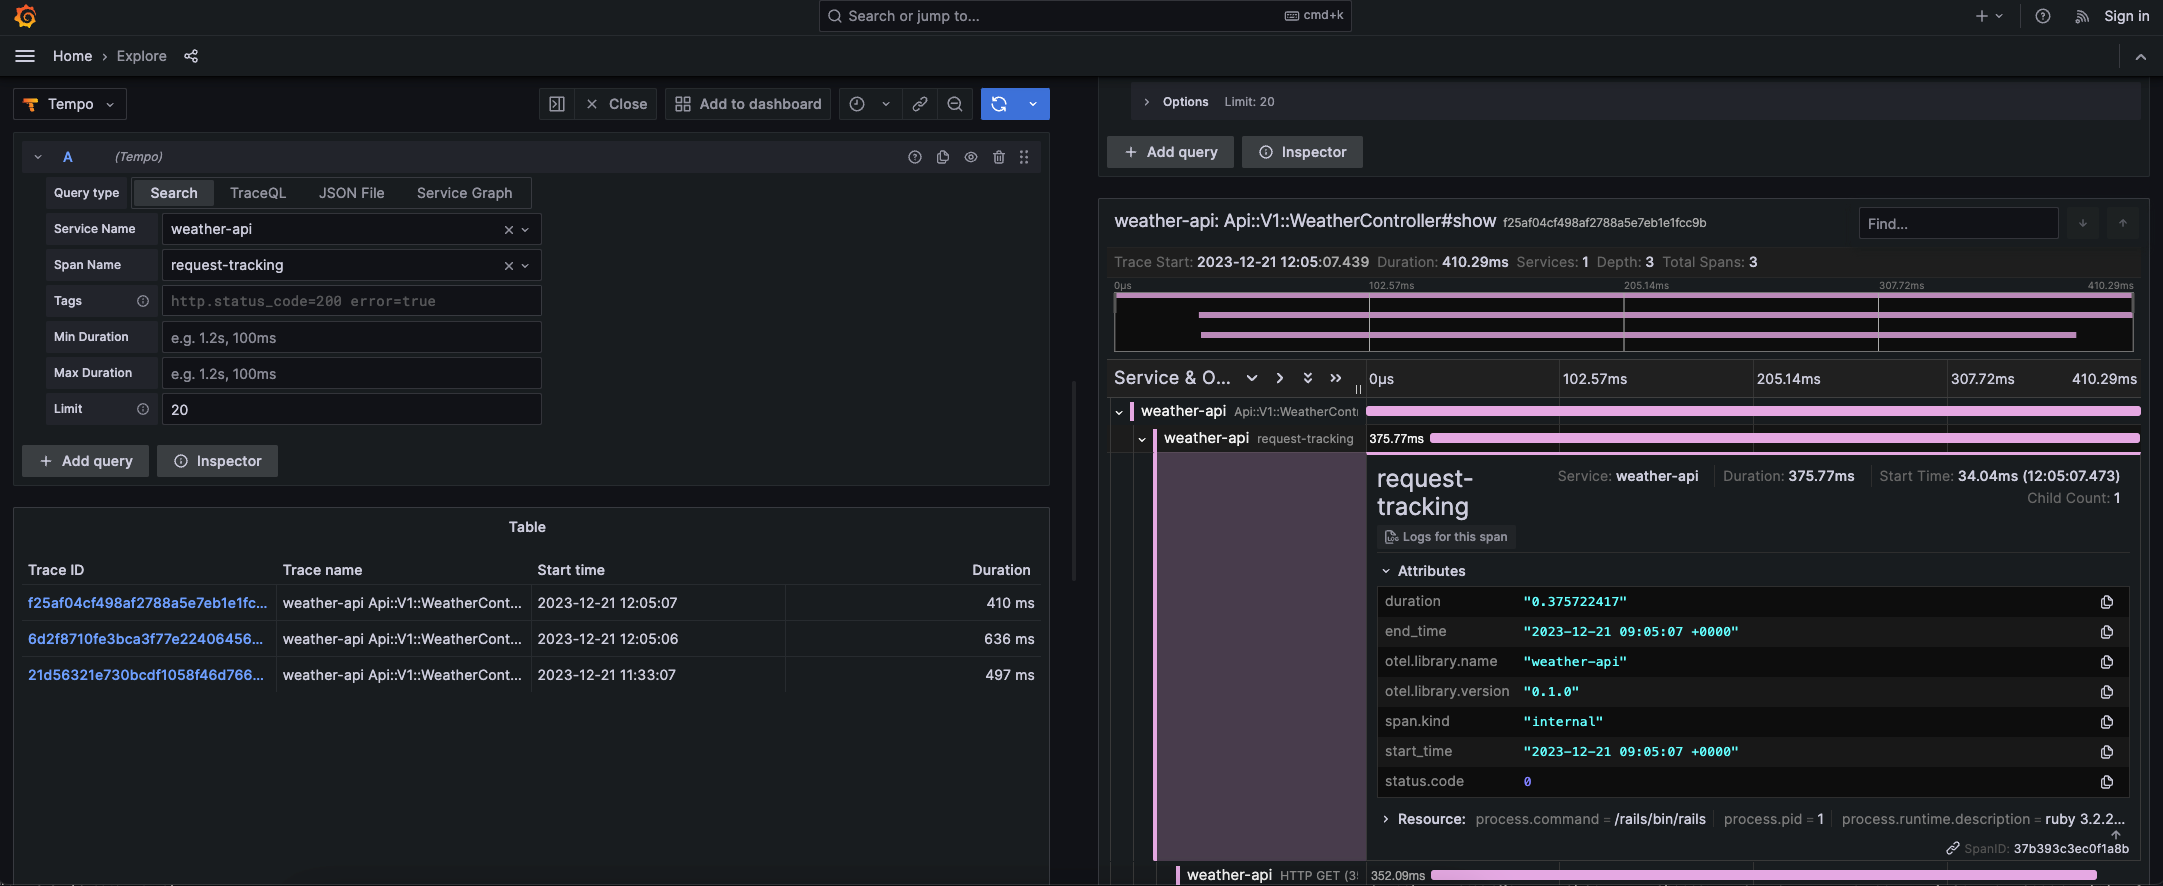 Search or jump to...
cmd+k
Sign in
Home
Explore
Tempo
Close
Add to dashboard
A
(Tempo)
Query type
Search
TraceQL
JSON File
Service Graph
Service Name
weather-api
Span Name
request-tracking
Tags
http.status_code=200 error=true
Min Duration
e.g. 1.2s, 100ms
Max Duration
e.g. 1.2s, 100ms
Limit
20
+ Add query
Inspector
Table
Trace ID Trace name Start time Duration
f25af04cf498af2788a5e7eb1e1fc... weather-api Api::V1::WeatherCont... 2023-12-21 12:05:07 410 ms
6d2f8710fe3bca3f77e22406456... weather-api Api::V1::WeatherCont... 2023-12-21 12:05:06 636 ms
21d56321e730bcdf1058f46d766... weather-api Api::V1::WeatherCont... 2023-12-21 11:33:07 497 ms
Options Limit: 20
+ Add query
Inspector
weather-api: Api::V1::WeatherController#show f25af04cf498af2788a5e7eb1e1fcc9b
Find...
Trace Start: 2023-12-21 12:05:07.439 Duration: 410.29ms Services: 1 Depth: 3 Total Spans: 3
0μs 102.57ms 205.14ms 307.72ms 410.29ms
Service & O...
0μs 102.57ms 205.14ms 307.72ms 410.29ms
weather-api Api::V1::WeatherCont
weather-api request-tracking 375.77ms
request-
tracking
Service: weather-api Duration: 375.77ms Start Time: 34.04ms (12:05:07.473)
Child Count: 1
Logs for this span
Attributes
duration "0.375722417"
end_time "2023-12-21 09:05:07 +0000"
otel.library.name "weather-api"
otel.library.version "0.1.0"
span.kind "internal"
start_time "2023-12-21 09:05:07 +0000"
status.code 0
Resource: process.command = /rails/bin/rails process.pid = 1 process.runtime.description = ruby 3.2.2...
SpanID: 37b393c3ec0f1a8b
weather-api HTTP GET 352.09ms